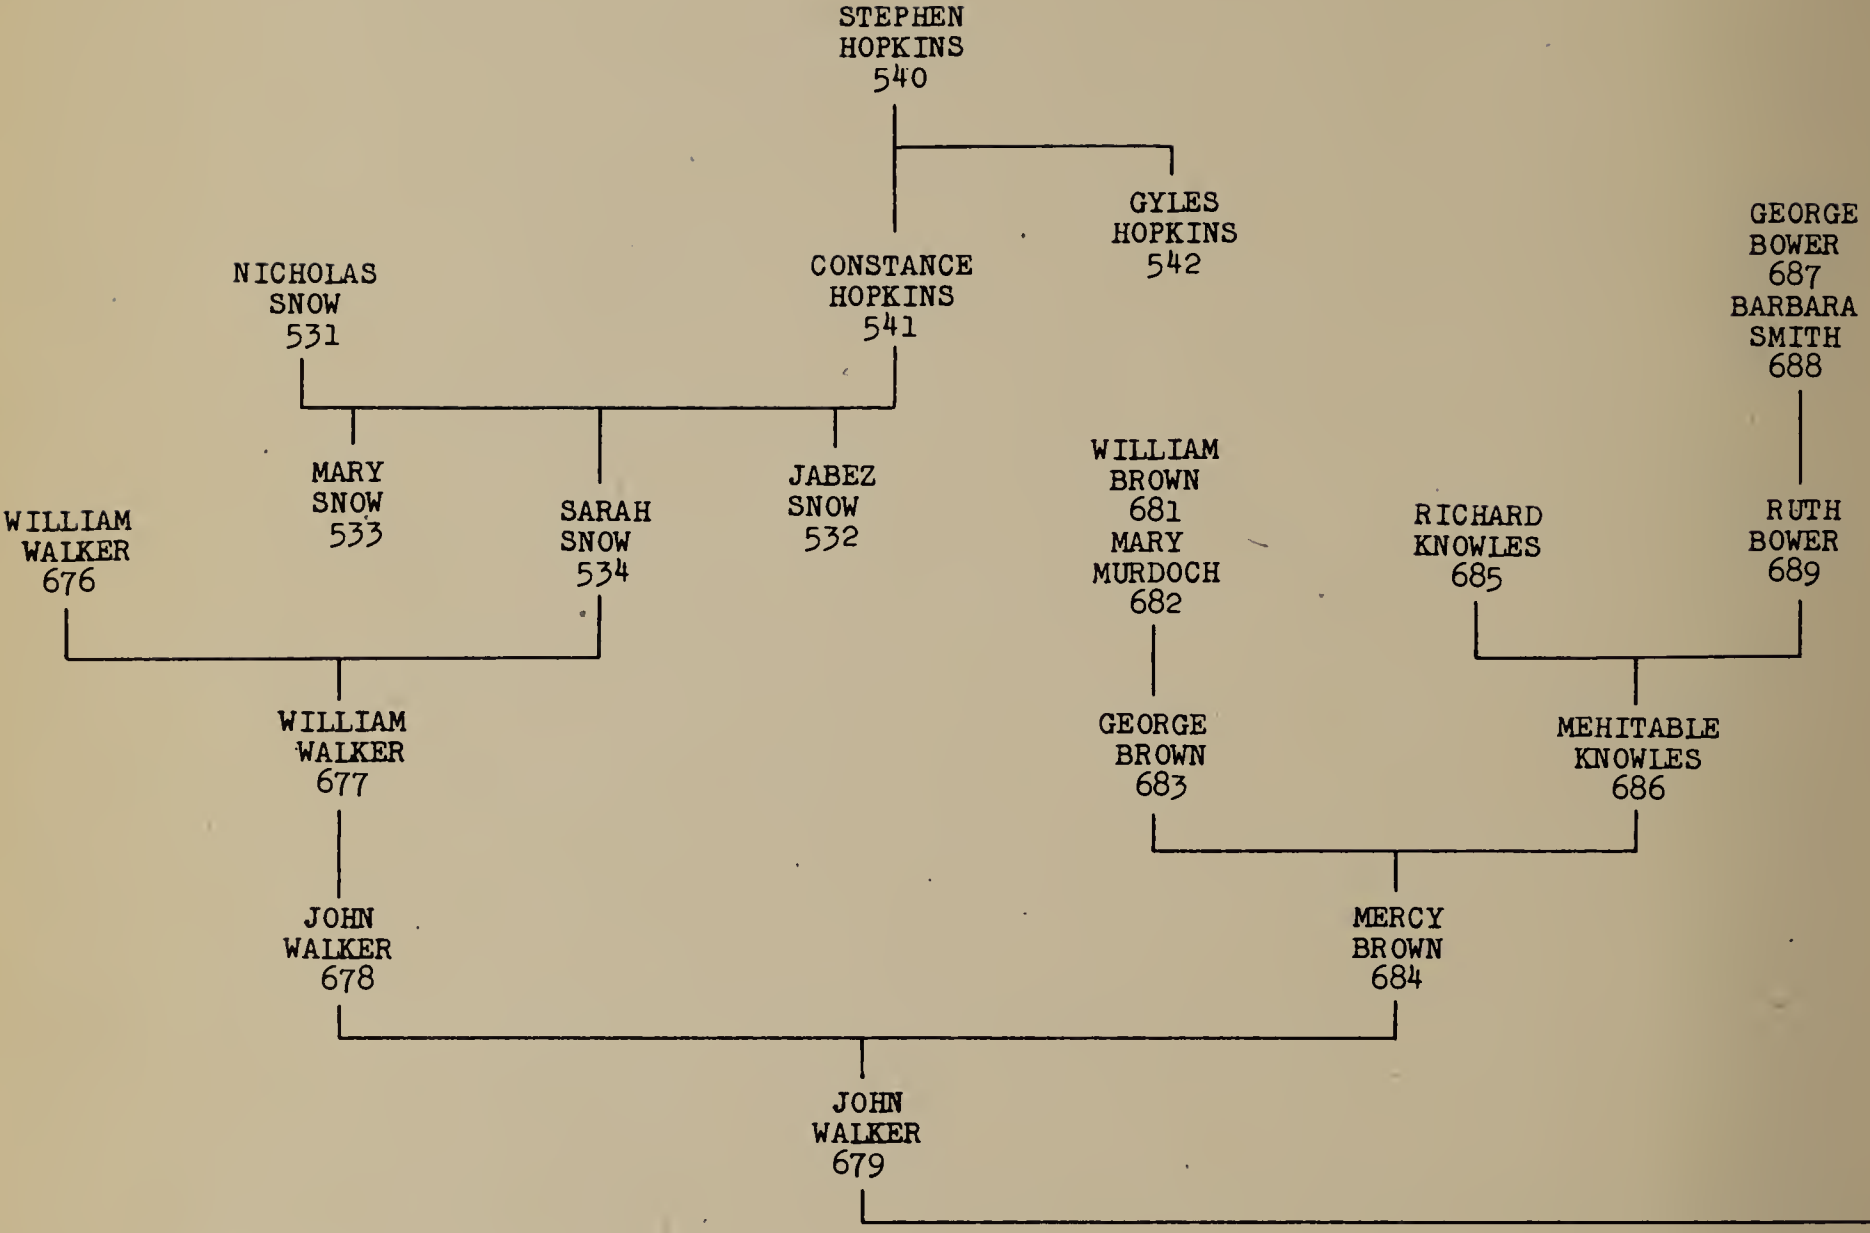 STEPHEN
HOPKINS
540
GYLES
HOPKINS
542
GEORGE
BOWER
687
BARBARA
SMITH
688
NICHOLAS
SNOW
531
CONSTANCE
HOPKINS
541
WILLIAM
WALKER
676
MARY
SNOW
533
SARAH
SNOW
534
JABEZ
SNOW
532
WILLIAM
BROWN
681
MARY
MURDOCH
682
RICHARD
KNOWLES
685
RUTH
BOWER
689
WILLIAM
WALKER
677
GEORGE
BROWN
683
MEHITABLE
KNOWLES
686
JOHN
WALKER
678
MERCY
BROWN
684
JOHN
WALKER
679